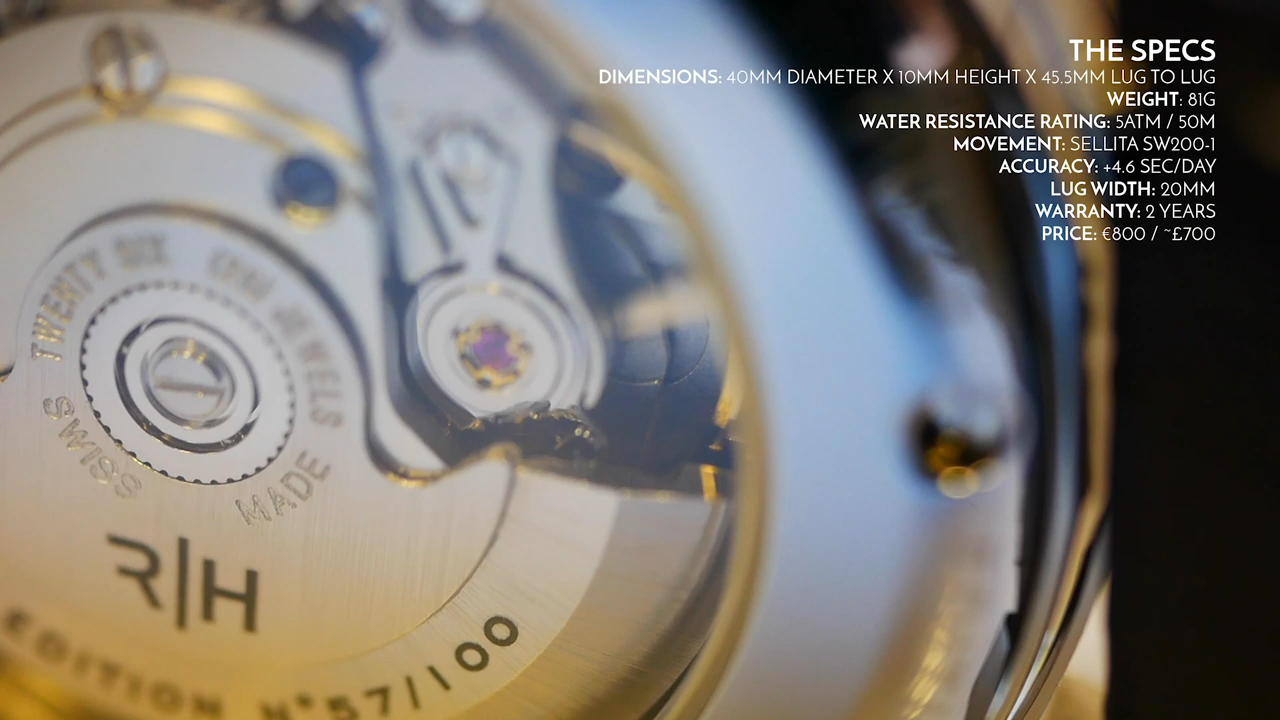 THE SPECS
DIMENSIONS: 40MM DIAMETER X 10MM HEIGHT X 45.5MM LUG TO LUG
WEIGHT: 81G
WATER RESISTANCE RATING: 5ATM / 50M
MOVEMENT: SELLITA SW200-1
ACCURACY: +4.6 SEC/DAY
LUG WIDTH: 20MM
WARRANTY: 2 YEARS
PRICE: €800 / ~£700
TWENTY SIX JEWELS
SWISS MADE
R|H
EDITION N°57/100